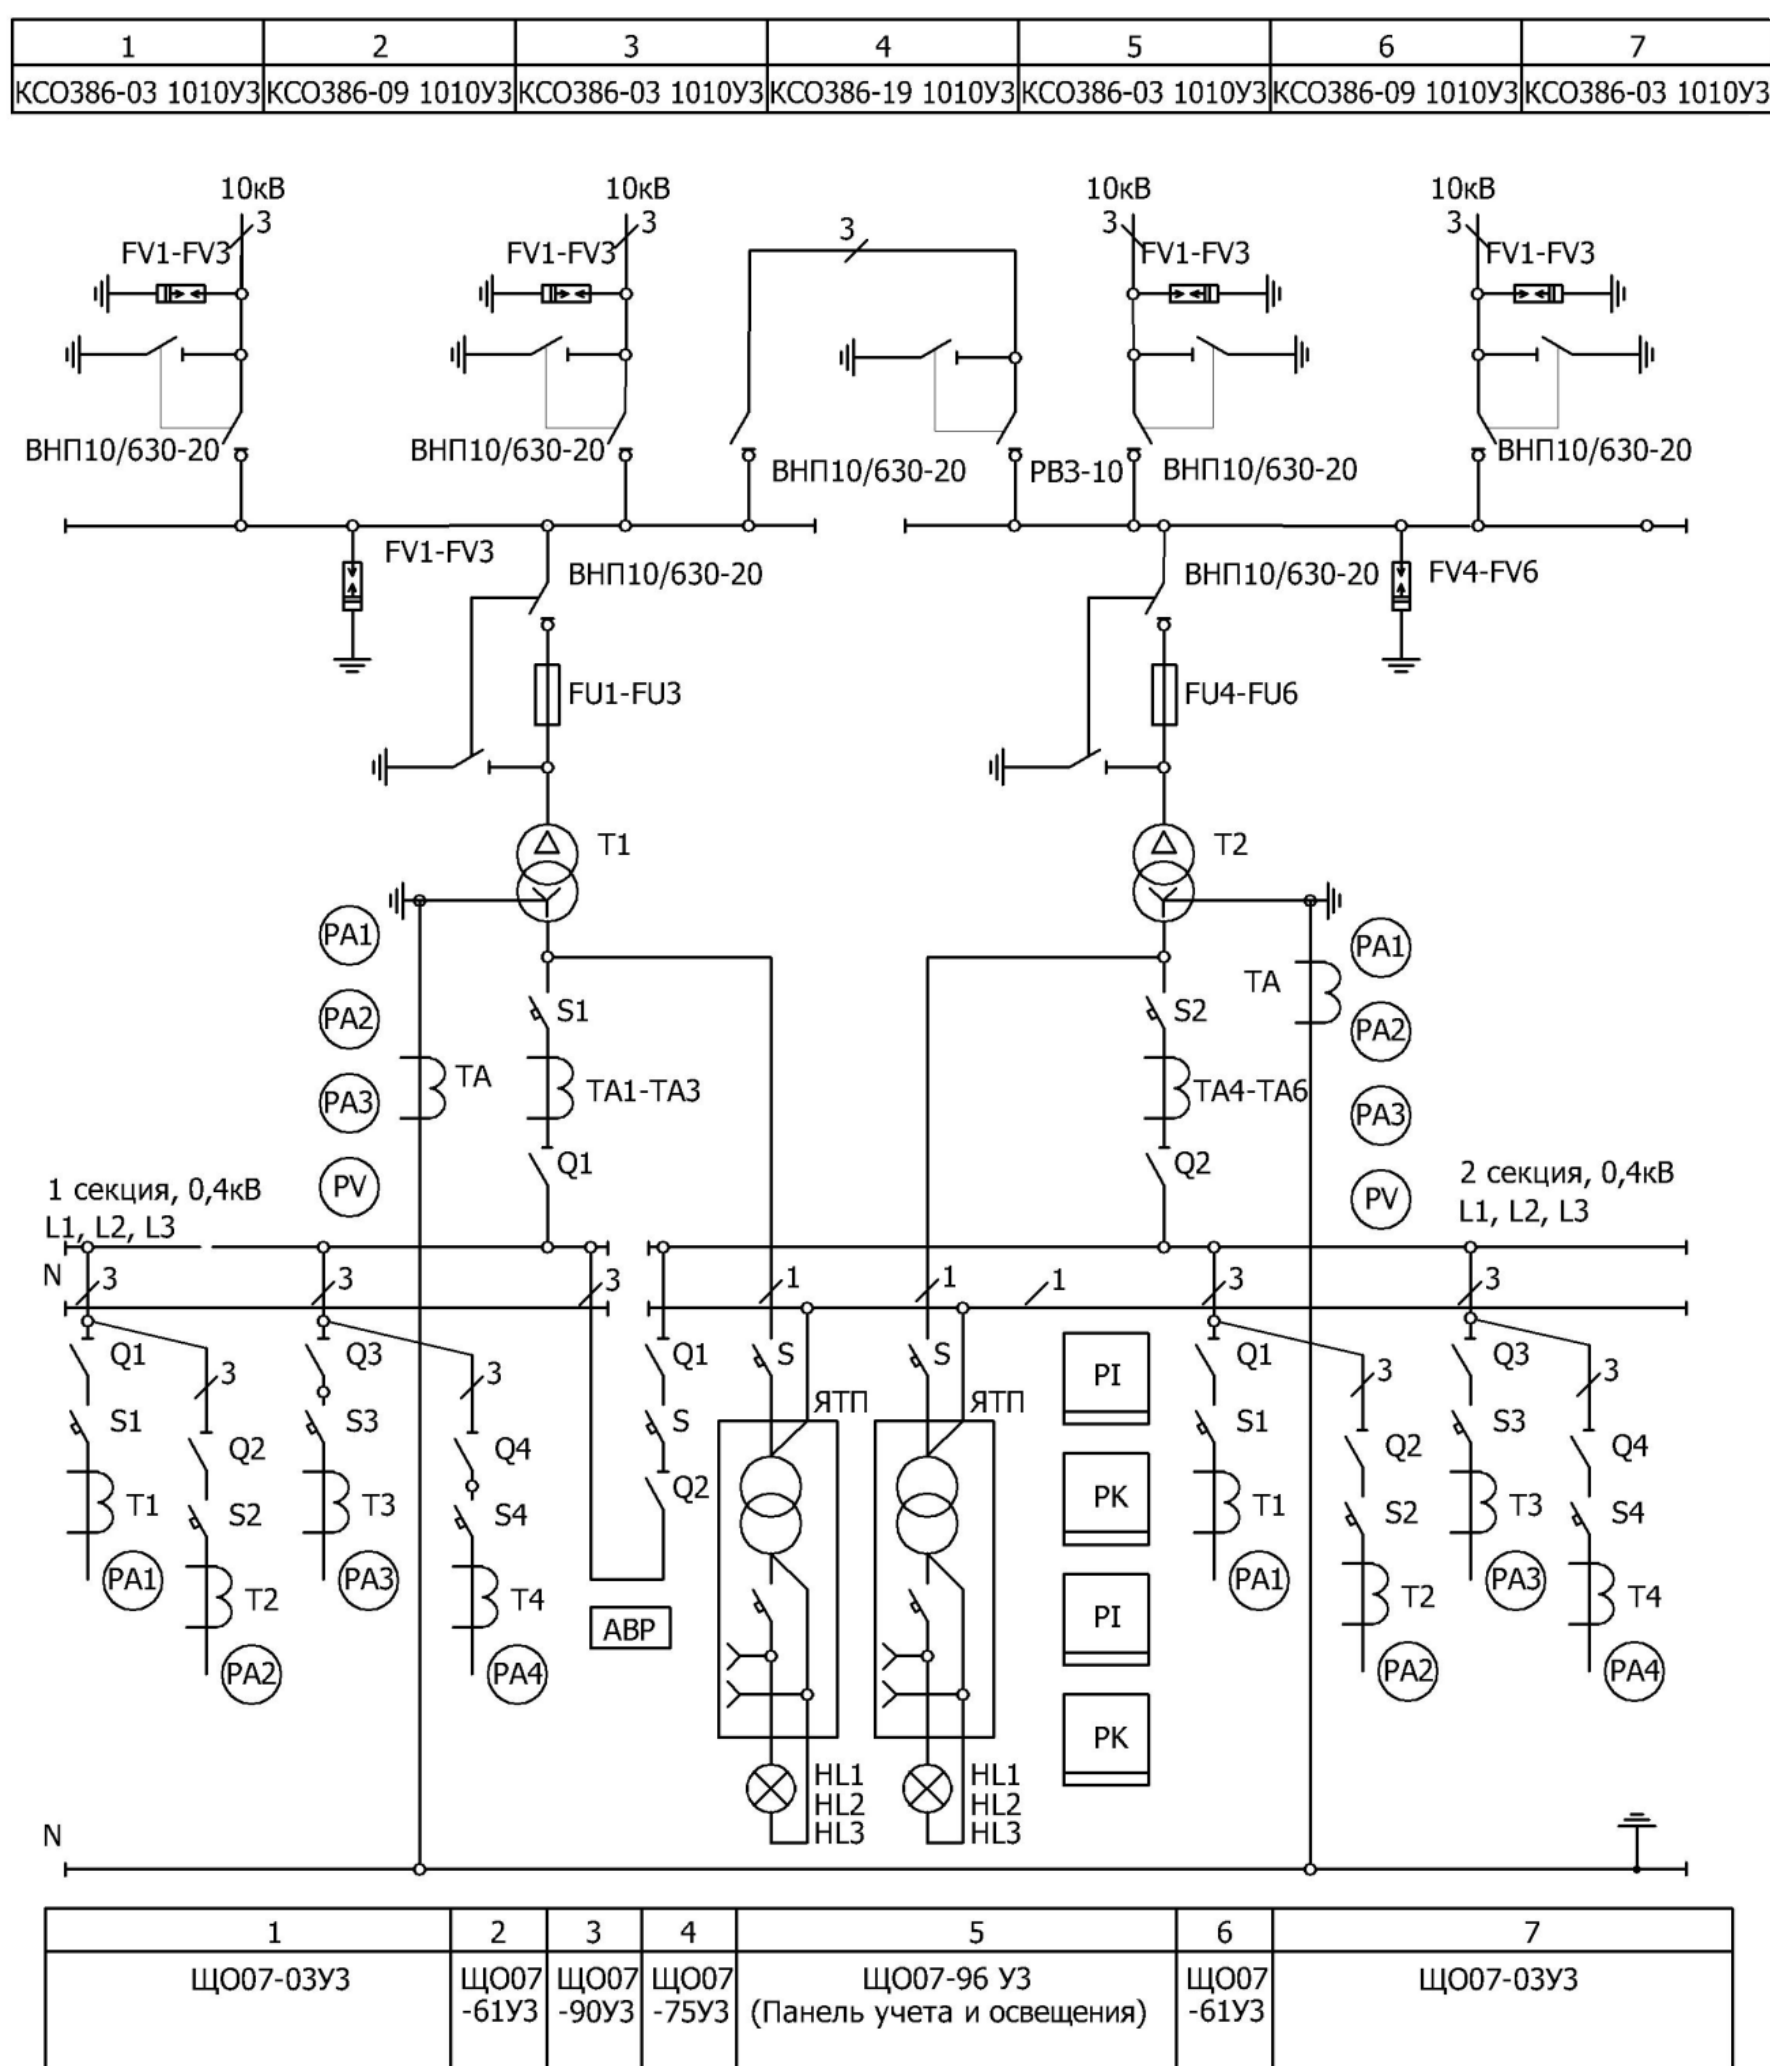 1 2 3 4 5 6 7
КСО386-03 1010У3 КСО386-09 1010У3 КСО386-03 1010У3 КСО386-19 1010У3 КСО386-03 1010У3 КСО386-09 1010У3 КСО386-03 1010У3
10кВ 10кВ 10кВ 10кВ
3 3 3 3 3
FV1-FV3 FV1-FV3 FV1-FV3 FV1-FV3
ВНП10/630-20 ВНП10/630-20 ВНП10/630-20 РВЗ-10 ВНП10/630-20 ВНП10/630-20
FV1-FV3 ВНП10/630-20 ВНП10/630-20 FV4-FV6
FU1-FU3 FU4-FU6
T1 T2
PA1 PA1
TA
S1 S2
PA2 PA2
TA TA1-TA3 TA4-TA6
PA3 PA3
Q1 Q2
PV PV
1 секция, 0,4кВ 2 секция, 0,4кВ
L1, L2, L3 L1, L2, L3
N 3 3 3 1 1 1 3 3
Q1 Q3 Q1 S S Q1 Q3
3 3 PI 3 3
ЯТП ЯТП
S1 S3 S S1 S3
Q2 Q4 Q2 Q4
Q2 PK
T1 T3 T1 T3
S2 S4 S2 S4
PA1 PA3 PA1 PA3
T2 T4 T2 T4
АВР PI
PA2 PA4 PA2 PA4
PK
HL1 HL1
HL2 HL2
HL3 HL3
N
1 2 3 4 5 6 7
ЩО07-03У3 ЩО07 ЩО07 ЩО07 ЩО07-96 У3 ЩО07 ЩО07-03У3
-61У3 -90У3 -75У3 (Панель учета и освещения) -61У3